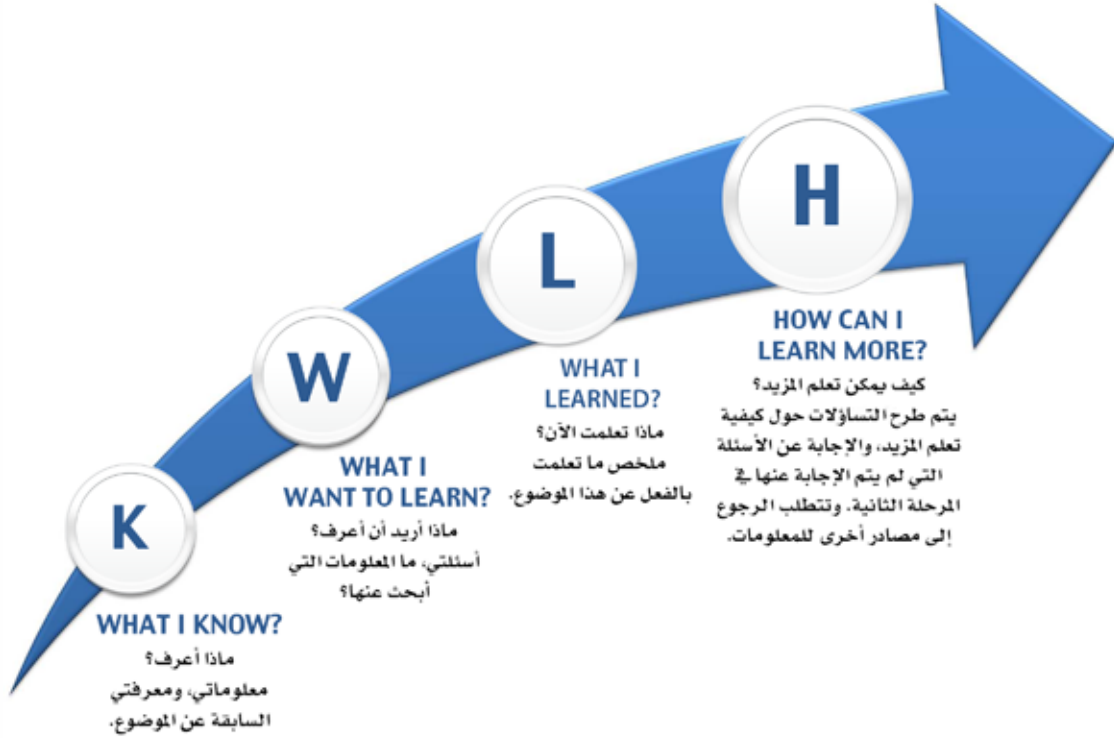 K
WHAT I KNOW?
ماذا أعرف؟
معلوماتي، ومعرفتي
السابقة عن الموضوع.
W
WHAT I
WANT TO LEARN?
ماذا أريد أن أعرف؟
أسئلتي، ما المعلومات التي
أبحث عنها؟
L
WHAT I
LEARNED?
ماذا تعلمت الآن؟
ملخص ما تعلمت
بالفعل عن هذا الموضوع.
H
HOW CAN I
LEARN MORE?
كيف يمكن تعلم المزيد؟
يتم طرح التساؤلات حول كيفية
تعلم المزيد، والإجابة عن الأسئلة
التي لم يتم الإجابة عنها في
المرحلة الثانية. وتتطلب الرجوع
إلى مصادر أخرى للمعلومات.